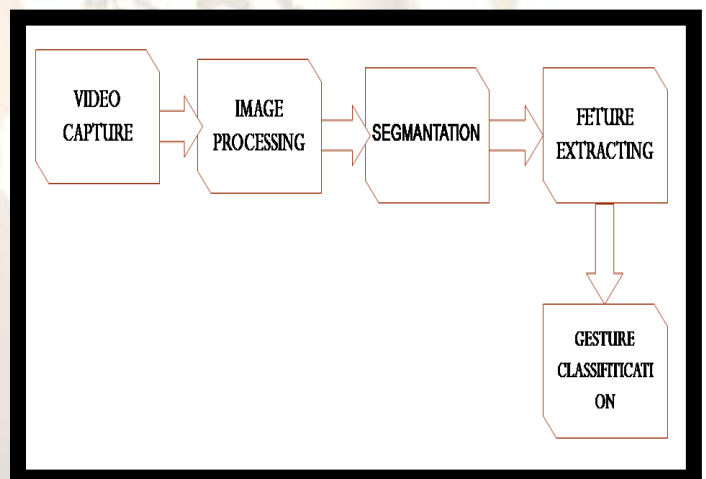 VIDEO
CAPTURE
IMAGE
PROCESSING
SEGMANTATION
FETURE
EXTRACTING
GESTURE
CLASSIFITICATI
ON